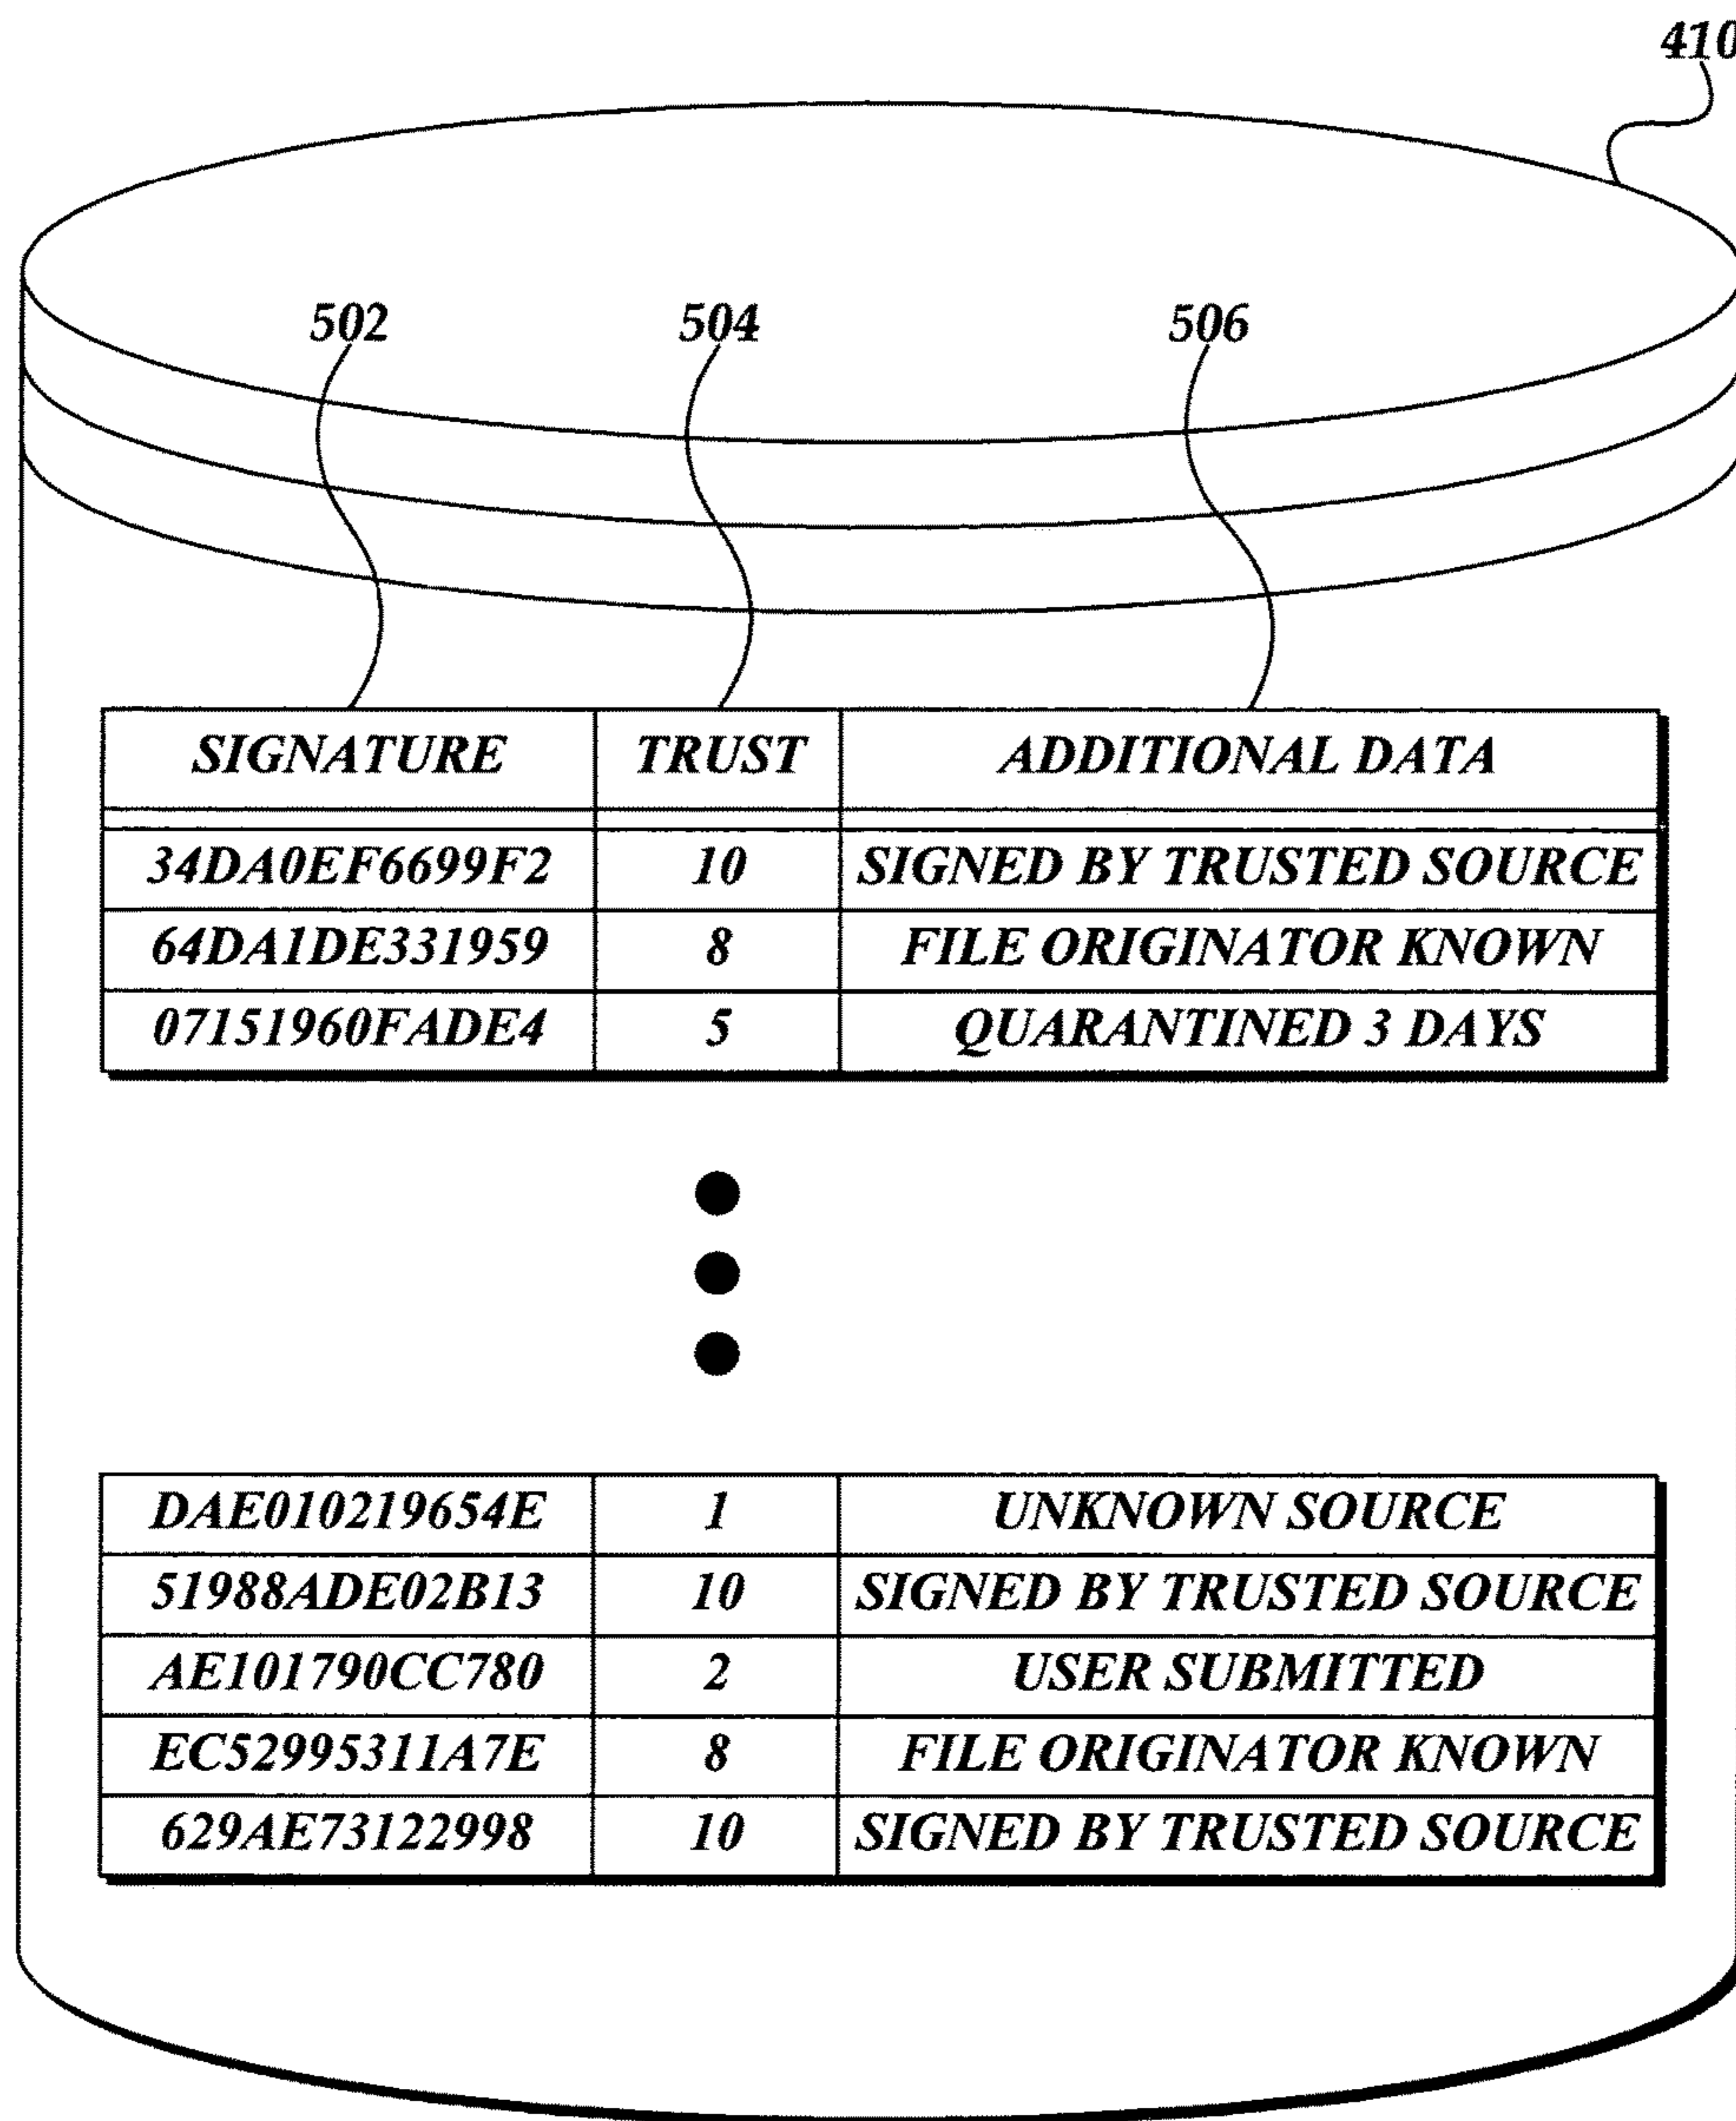 410
502 504 506
SIGNATURE TRUST ADDITIONAL DATA
34DA0EF6699F2 10 SIGNED BY TRUSTED SOURCE
64DA1DE331959 8 FILE ORIGINATOR KNOWN
07151960FADE4 5 QUARANTINED 3 DAYS
DAE010219654E 1 UNKNOWN SOURCE
51988ADE02B13 10 SIGNED BY TRUSTED SOURCE
AE101790CC780 2 USER SUBMITTED
EC52995311A7E 8 FILE ORIGINATOR KNOWN
629AE73122998 10 SIGNED BY TRUSTED SOURCE